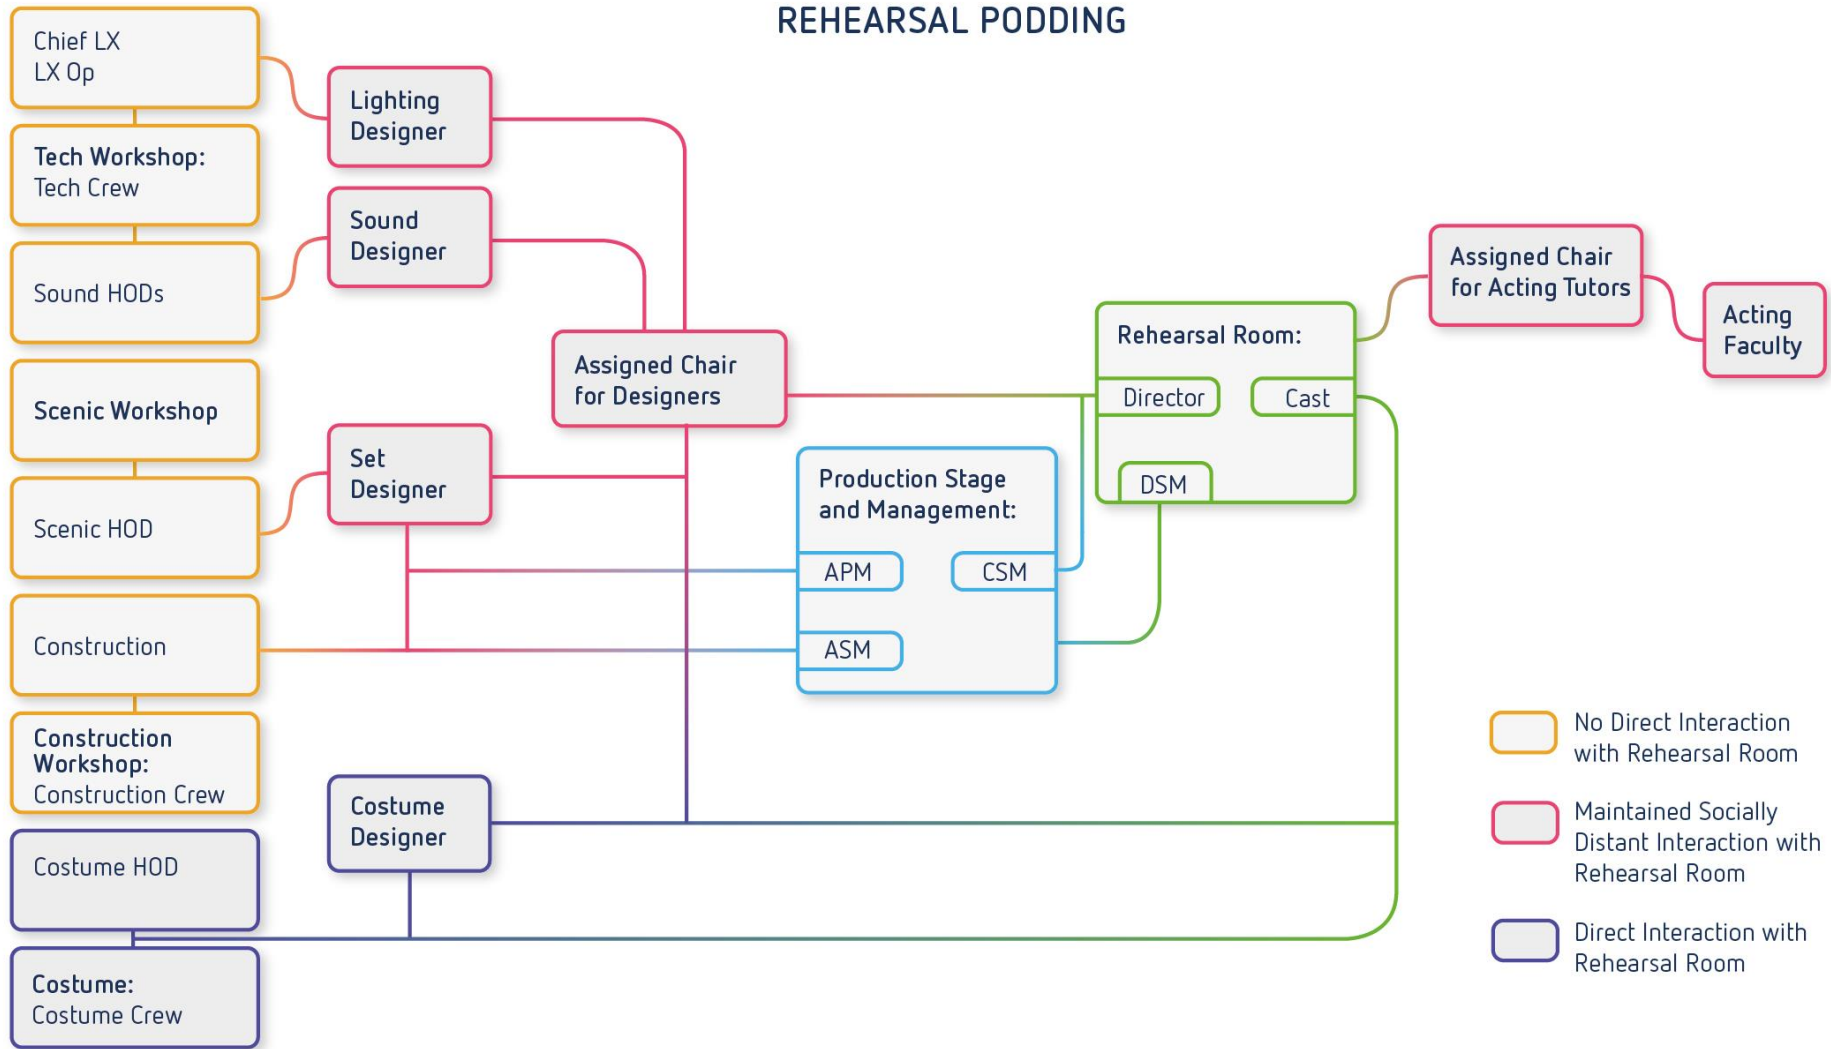 REHEARSAL PODDING
Chief LX
LX Op
Tech Workshop:
Tech Crew
Sound HODs
Scenic Workshop
Scenic HOD
Construction
Construction
Workshop:
Construction Crew
Costume HOD
Costume:
Costume Crew
Lighting
Designer
Sound
Designer
Set
Designer
Costume
Designer
Assigned Chair
for Designers
Production Stage
and Management:
APM
CSM
ASM
Rehearsal Room:
Director
Cast
DSM
Assigned Chair
for Acting Tutors
Acting
Faculty
No Direct Interaction
with Rehearsal Room
Maintained Socially
Distant Interaction with
Rehearsal Room
Direct Interaction with
Rehearsal Room